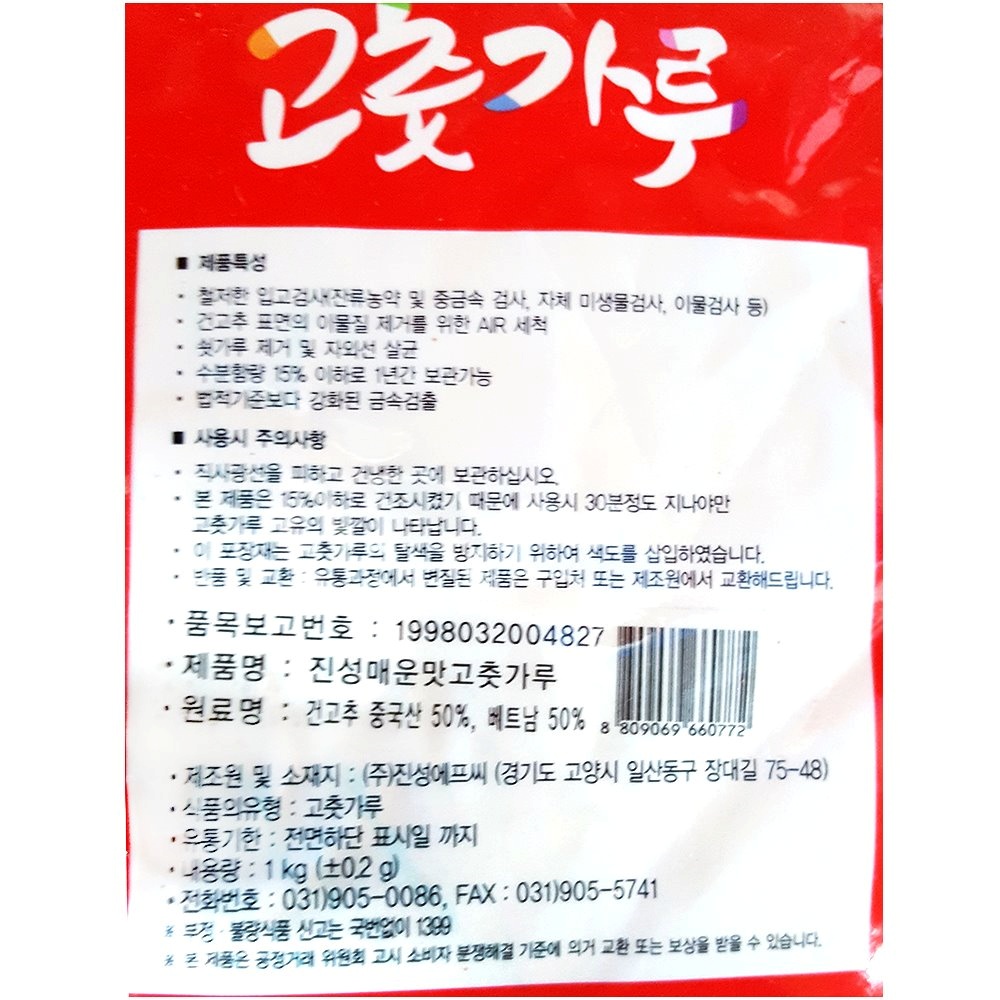 고춧가루
■ 제품특성
• 철저한 입고검사(잔류농약 및 중금속 검사, 자체 미생물검사, 이물검사 등)
• 건고추 표면의 이물질 제거를 위한 AIR 세척
• 쇳가루 제거 및 자외선 살균
• 수분함량 15% 이하로 1년간 보관가능
• 법적기준보다 강화된 금속검출
■ 사용시 주의사항
• 직사광선을 피하고 건냉한 곳에 보관하십시오.
• 본 제품은 15%이하로 건조시켰기 때문에 사용시 30분정도 지나야만
고춧가루 고유의 빛깔이 나타납니다.
• 이 포장재는 고춧가루의 탈색을 방지하기 위하여 색도를 삽입하였습니다.
• 반품 및 교환 : 유통과정에서 변질된 제품은 구입처 또는 제조원에서 교환해드립니다.
• 품목보고번호 : 1998032004827
• 제품명 : 진성매운맛고춧가루
• 원료명 : 건고추 중국산 50%, 베트남 50%
8 809069 660772
• 제조원 및 소재지 : (주)진성에프씨 (경기도 고양시 일산동구 장대길 75-48)
• 식품의유형 : 고춧가루
• 유통기한 : 전면하단 표시일 까지
• 내용량 : 1 kg (±0.2 g)
• 전화번호 : 031)905-0086, FAX : 031)905-5741
※ 부정 · 불량식품 신고는 국번없이 1399
※ 본 제품은 공정거래 위원회 고시 소비자 분쟁해결 기준에 의거 교환 또는 보상을 받을 수 있습니다.